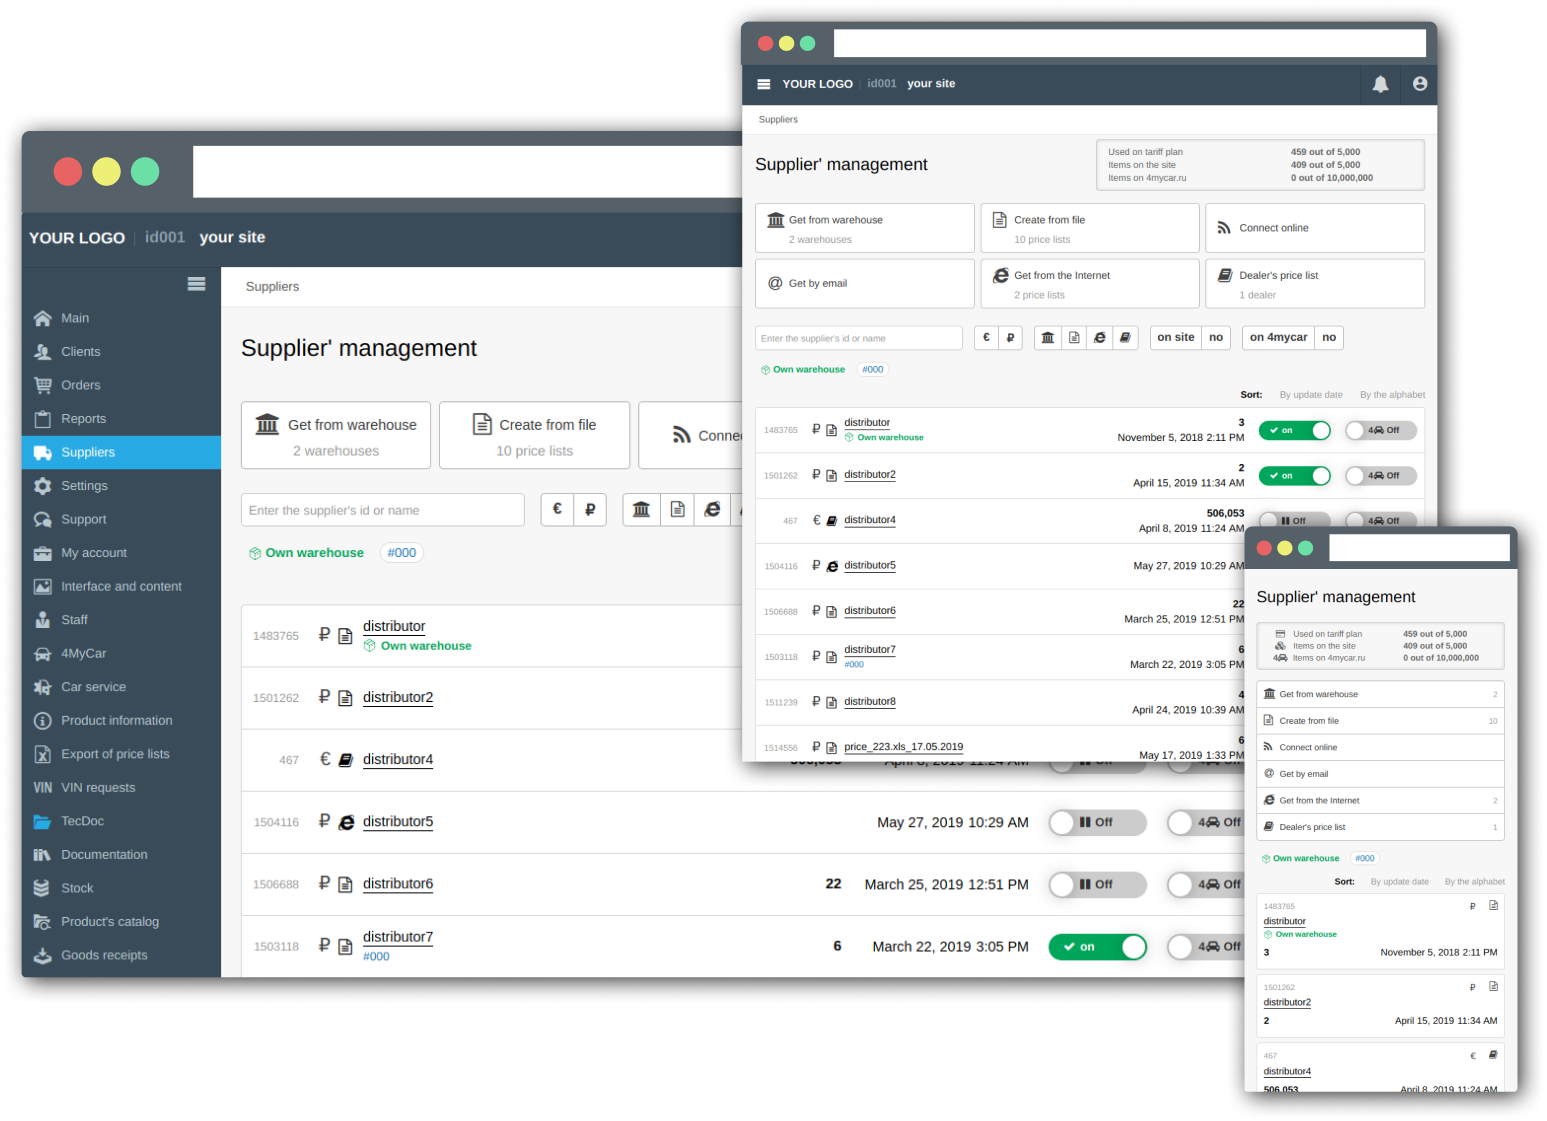 YOUR LOGO | id001 your site
Suppliers
Supplier' management
Used on tariff plan 459 out of 5,000
Items on the site 409 out of 5,000
Items on 4mycar.ru 0 out of 10,000,000
Get from warehouse
2 warehouses
Create from file
10 price lists
Connect online
@ Get by email
Get from the Internet
2 price lists
Dealer's price list
1 dealer
Enter the supplier's id or name € ₽ on site no on 4mycar no
Own warehouse #000
Sort: By update date By the alphabet
1483765 ₽ distributor 3
Own warehouse November 5, 2018 2:11 PM on 4 Off
1501262 ₽ distributor2 2
April 15, 2019 11:34 AM on 4 Off
467 € distributor4 506,053
April 8, 2019 11:24 AM Off 4 Off
1504116 ₽ distributor5 May 27, 2019 10:29 AM
1506688 ₽ distributor6 22
March 25, 2019 12:51 PM
1503118 ₽ distributor7 6
#000 March 22, 2019 3:05 PM
1511239 ₽ distributor8 4
April 24, 2019 10:39 AM
1514556 ₽ price_223.xls_17.05.2019 6
May 17, 2019 1:33 PM
YOUR LOGO | id001 your site
Main
Clients
Orders
Reports
Suppliers
Settings
Support
My account
Interface and content
Staff
4MyCar
Car service
Product information
Export of price lists
VIN VIN requests
TecDoc
Documentation
Stock
Product's catalog
Goods receipts
Suppliers
Supplier' management
Get from warehouse
2 warehouses
Create from file
10 price lists
Connec
Enter the supplier's id or name € ₽
Own warehouse #000
1483765 ₽ distributor
Own warehouse
1501262 ₽ distributor2
467 € distributor4 506,053 April 8, 2019 11:24 AM Off 4 Off
1504116 ₽ distributor5 May 27, 2019 10:29 AM Off 4 Off
1506688 ₽ distributor6 22 March 25, 2019 12:51 PM Off 4 Off
1503118 ₽ distributor7 6 March 22, 2019 3:05 PM on 4 Off
#000
Supplier' management
Used on tariff plan 459 out of 5,000
Items on the site 409 out of 5,000
4 Items on 4mycar.ru 0 out of 10,000,000
Get from warehouse 2
Create from file 10
Connect online
@ Get by email
Get from the Internet 2
Dealer's price list 1
Own warehouse #000
Sort: By update date By the alphabet
1483765 ₽
distributor
Own warehouse
3 November 5, 2018 2:11 PM
1501262 ₽
distributor2
2 April 15, 2019 11:34 AM
467 €
distributor4
506,053 April 8, 2019 11:24 AM